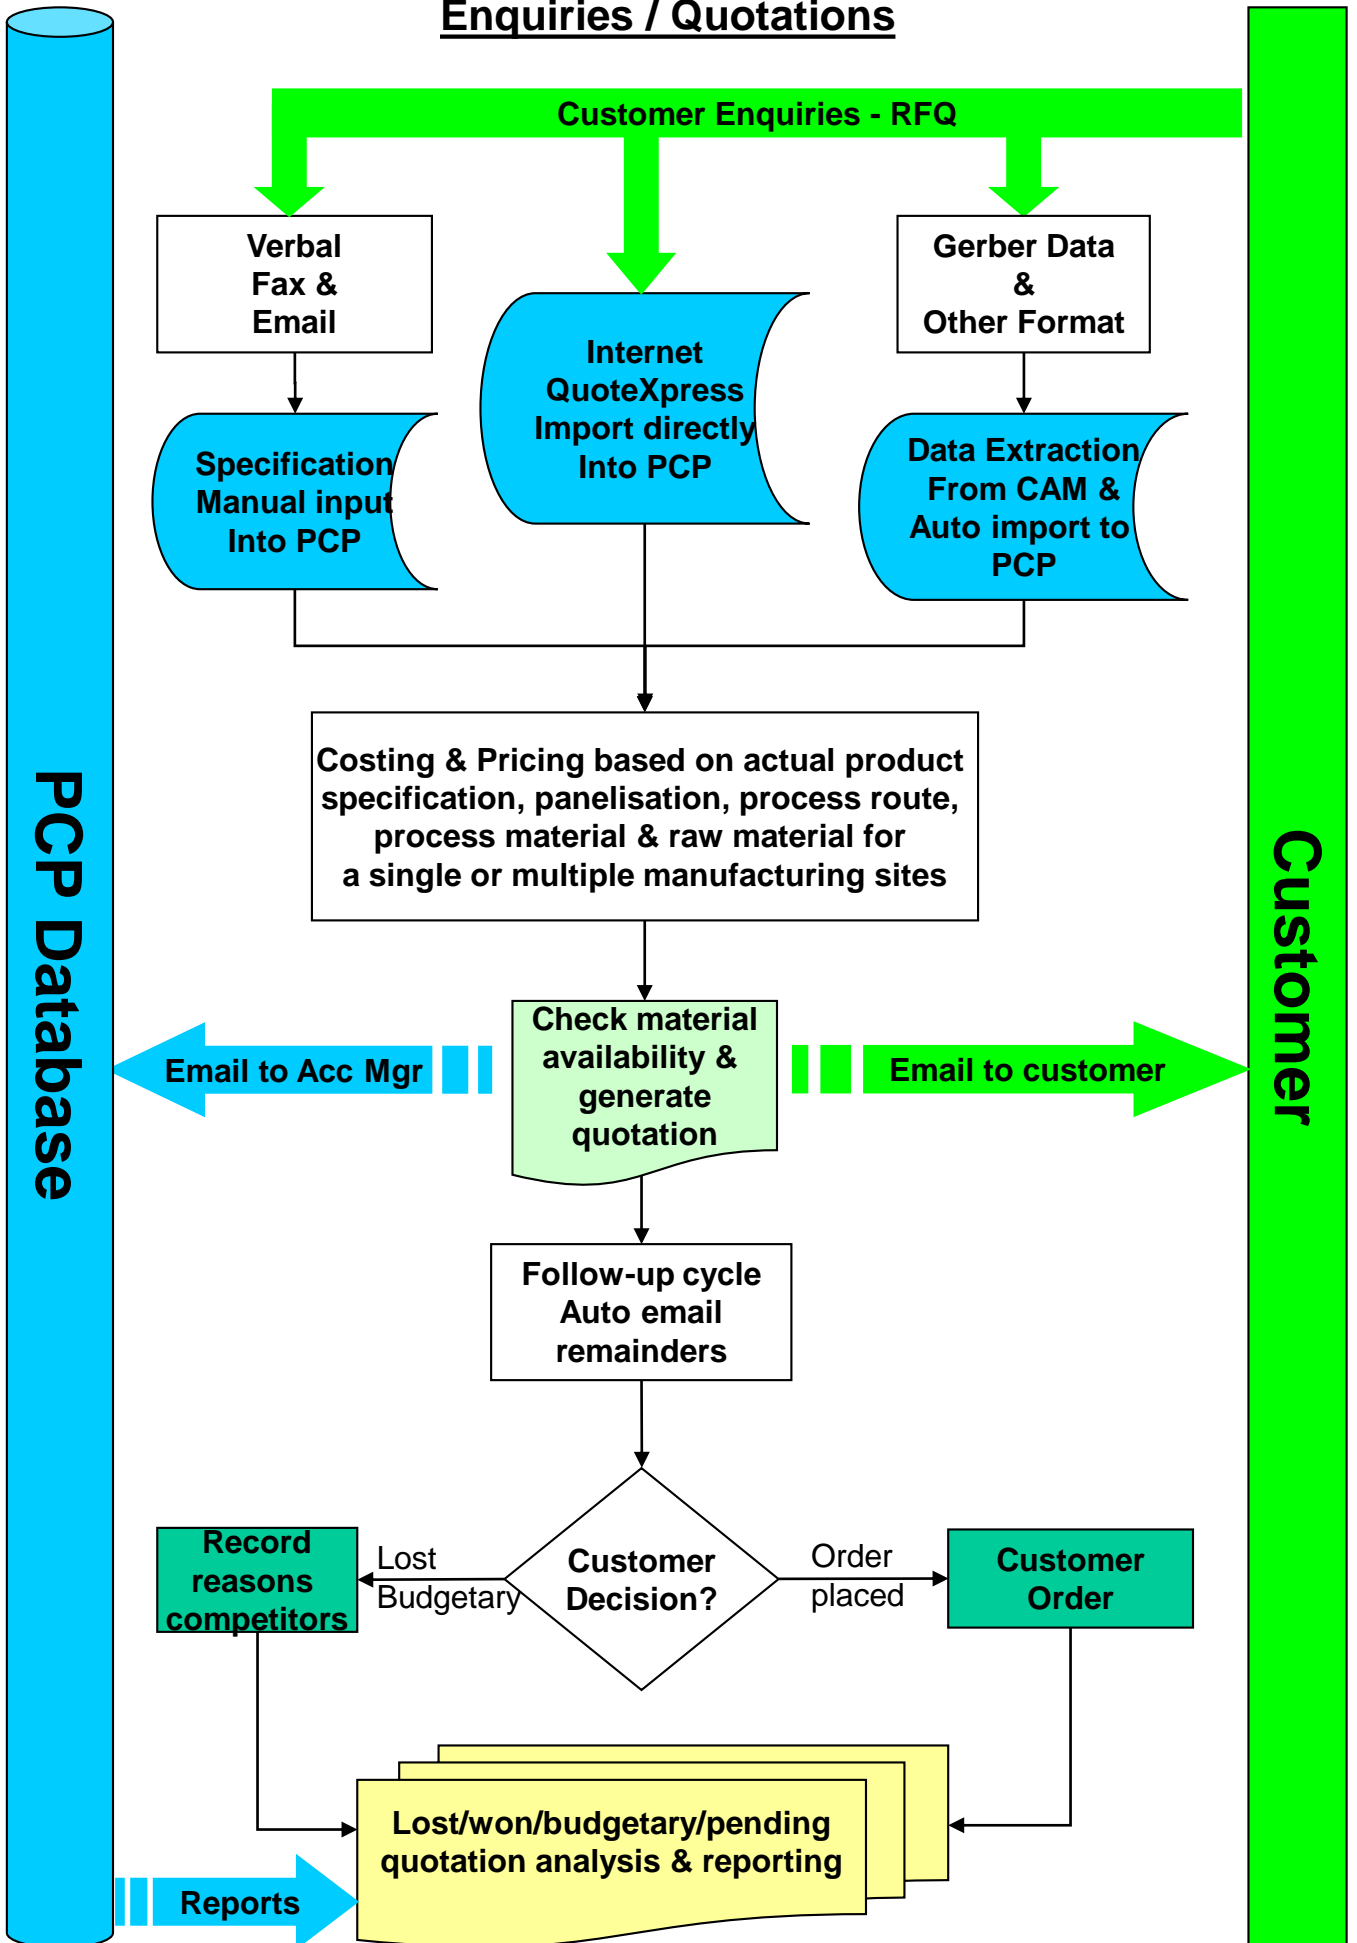 Enquiries / Quotations
Customer Enquiries - RFQ
Verbal
Fax &
Email
Gerber Data
&
Other Format
Internet
QuoteXpress
Import directly
Into PCP
Specification
Manual input
Into PCP
Data Extraction
From CAM &
Auto import to
PCP
Costing & Pricing based on actual product
specification, panelisation, process route,
process material & raw material for
a single or multiple manufacturing sites
PCP Database
Customer
Check material
availability &
generate
quotation
Email to Acc Mgr
Email to customer
Follow-up cycle
Auto email
remainders
Record
reasons
competitors
Lost
Budgetary
Customer
Decision?
Order
placed
Customer
Order
Lost/won/budgetary/pending
quotation analysis & reporting
Reports